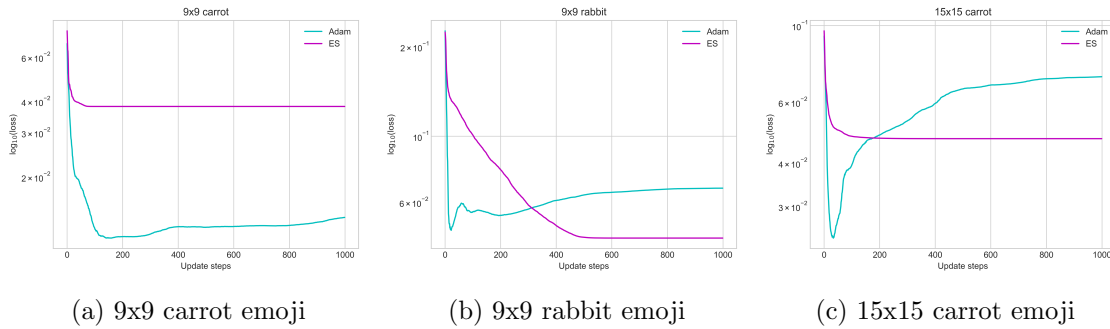 9x9 carrot
6 × 10⁻²
4 × 10⁻²
3 × 10⁻²
2 × 10⁻²
log₁₀(loss)
Adam
ES
0 200 400 600 800 1000
Update steps
(a) 9x9 carrot emoji
9x9 rabbit
2 × 10⁻¹
10⁻¹
6 × 10⁻²
log₁₀(loss)
Adam
ES
0 200 400 600 800 1000
Update steps
(b) 9x9 rabbit emoji
15x15 carrot
10⁻¹
6 × 10⁻²
4 × 10⁻²
3 × 10⁻²
log₁₀(loss)
Adam
ES
0 200 400 600 800 1000
Update steps
(c) 15x15 carrot emoji